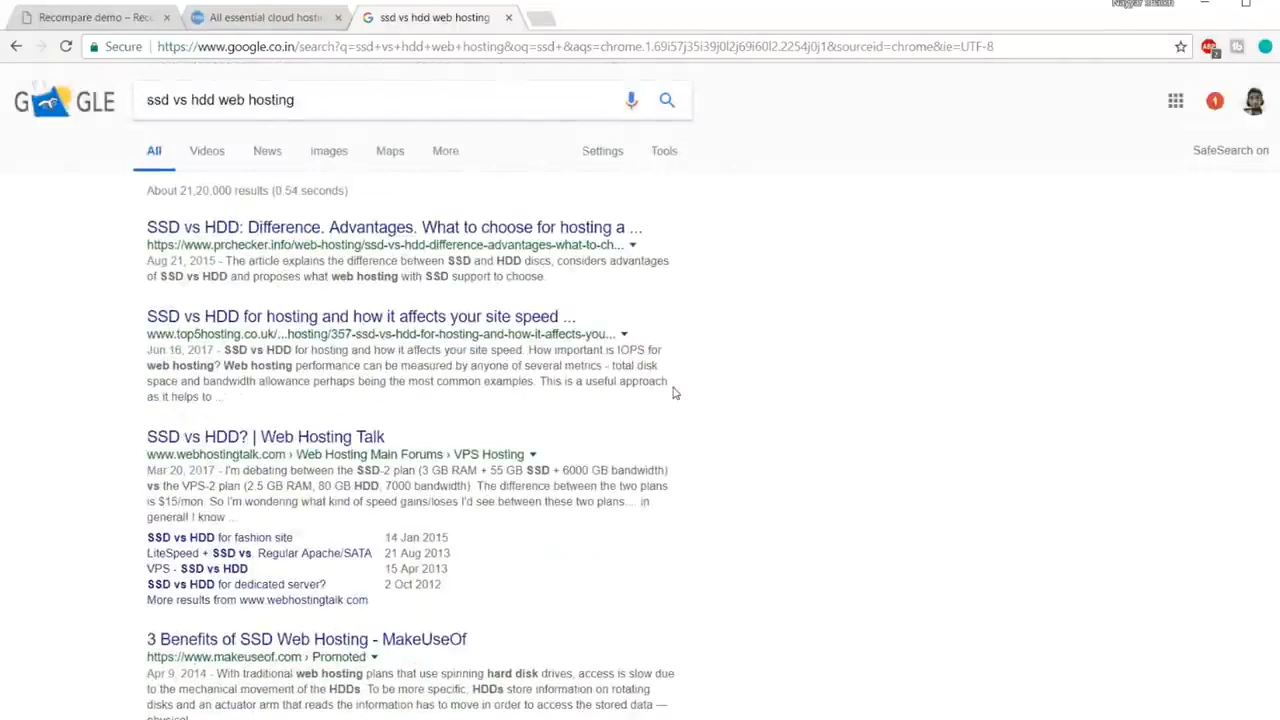 Recompare demo – Rec
All essential cloud hosti
ssd vs hdd web hosting
Secure
https://www.google.co.in/search?q=ssd+vs+hdd+web+hosting&oq=ssd+&aqs=chrome.1.69i57j35i39j0l2j69i60l2.2254j0j1&sourceid=chrome&ie=UTF-8
G GLE
ssd vs hdd web hosting
1
All Videos News Images Maps More Settings Tools
SafeSearch on
About 21,20,000 results (0.54 seconds)
SSD vs HDD: Difference. Advantages. What to choose for hosting a ...
https://www.prchecker.info/web-hosting/ssd-vs-hdd-difference-advantages-what-to-ch...
Aug 21, 2015 - The article explains the difference between SSD and HDD discs, considers advantages
of SSD vs HDD and proposes what web hosting with SSD support to choose.
SSD vs HDD for hosting and how it affects your site speed ...
www.top5hosting.co.uk/...hosting/357-ssd-vs-hdd-for-hosting-and-how-it-affects-you...
Jun 16, 2017 - SSD vs HDD for hosting and how it affects your site speed. How important is IOPS for
web hosting? Web hosting performance can be measured by anyone of several metrics - total disk
space and bandwidth allowance perhaps being the most common examples. This is a useful approach
as it helps to ...
SSD vs HDD? | Web Hosting Talk
www.webhostingtalk.com › Web Hosting Main Forums › VPS Hosting
Mar 20, 2017 - I'm debating between the SSD-2 plan (3 GB RAM + 55 GB SSD + 6000 GB bandwidth)
vs the VPS-2 plan (2.5 GB RAM, 80 GB HDD, 7000 bandwidth). The difference between the two plans
is $15/mon. So I'm wondering what kind of speed gains/loses I'd see between these two plans.... in
general! I know ...
SSD vs HDD for fashion site 14 Jan 2015
LiteSpeed + SSD vs. Regular Apache/SATA 21 Aug 2013
VPS - SSD vs HDD 15 Apr 2013
SSD vs HDD for dedicated server? 2 Oct 2012
More results from www.webhostingtalk.com
3 Benefits of SSD Web Hosting - MakeUseOf
https://www.makeuseof.com › Promoted
Apr 9, 2014 - With traditional web hosting plans that use spinning hard disk drives, access is slow due
to the mechanical movement of the HDDs. To be more specific, HDDs store information on rotating
disks and an actuator arm that reads the information has to move in order to access the stored data —